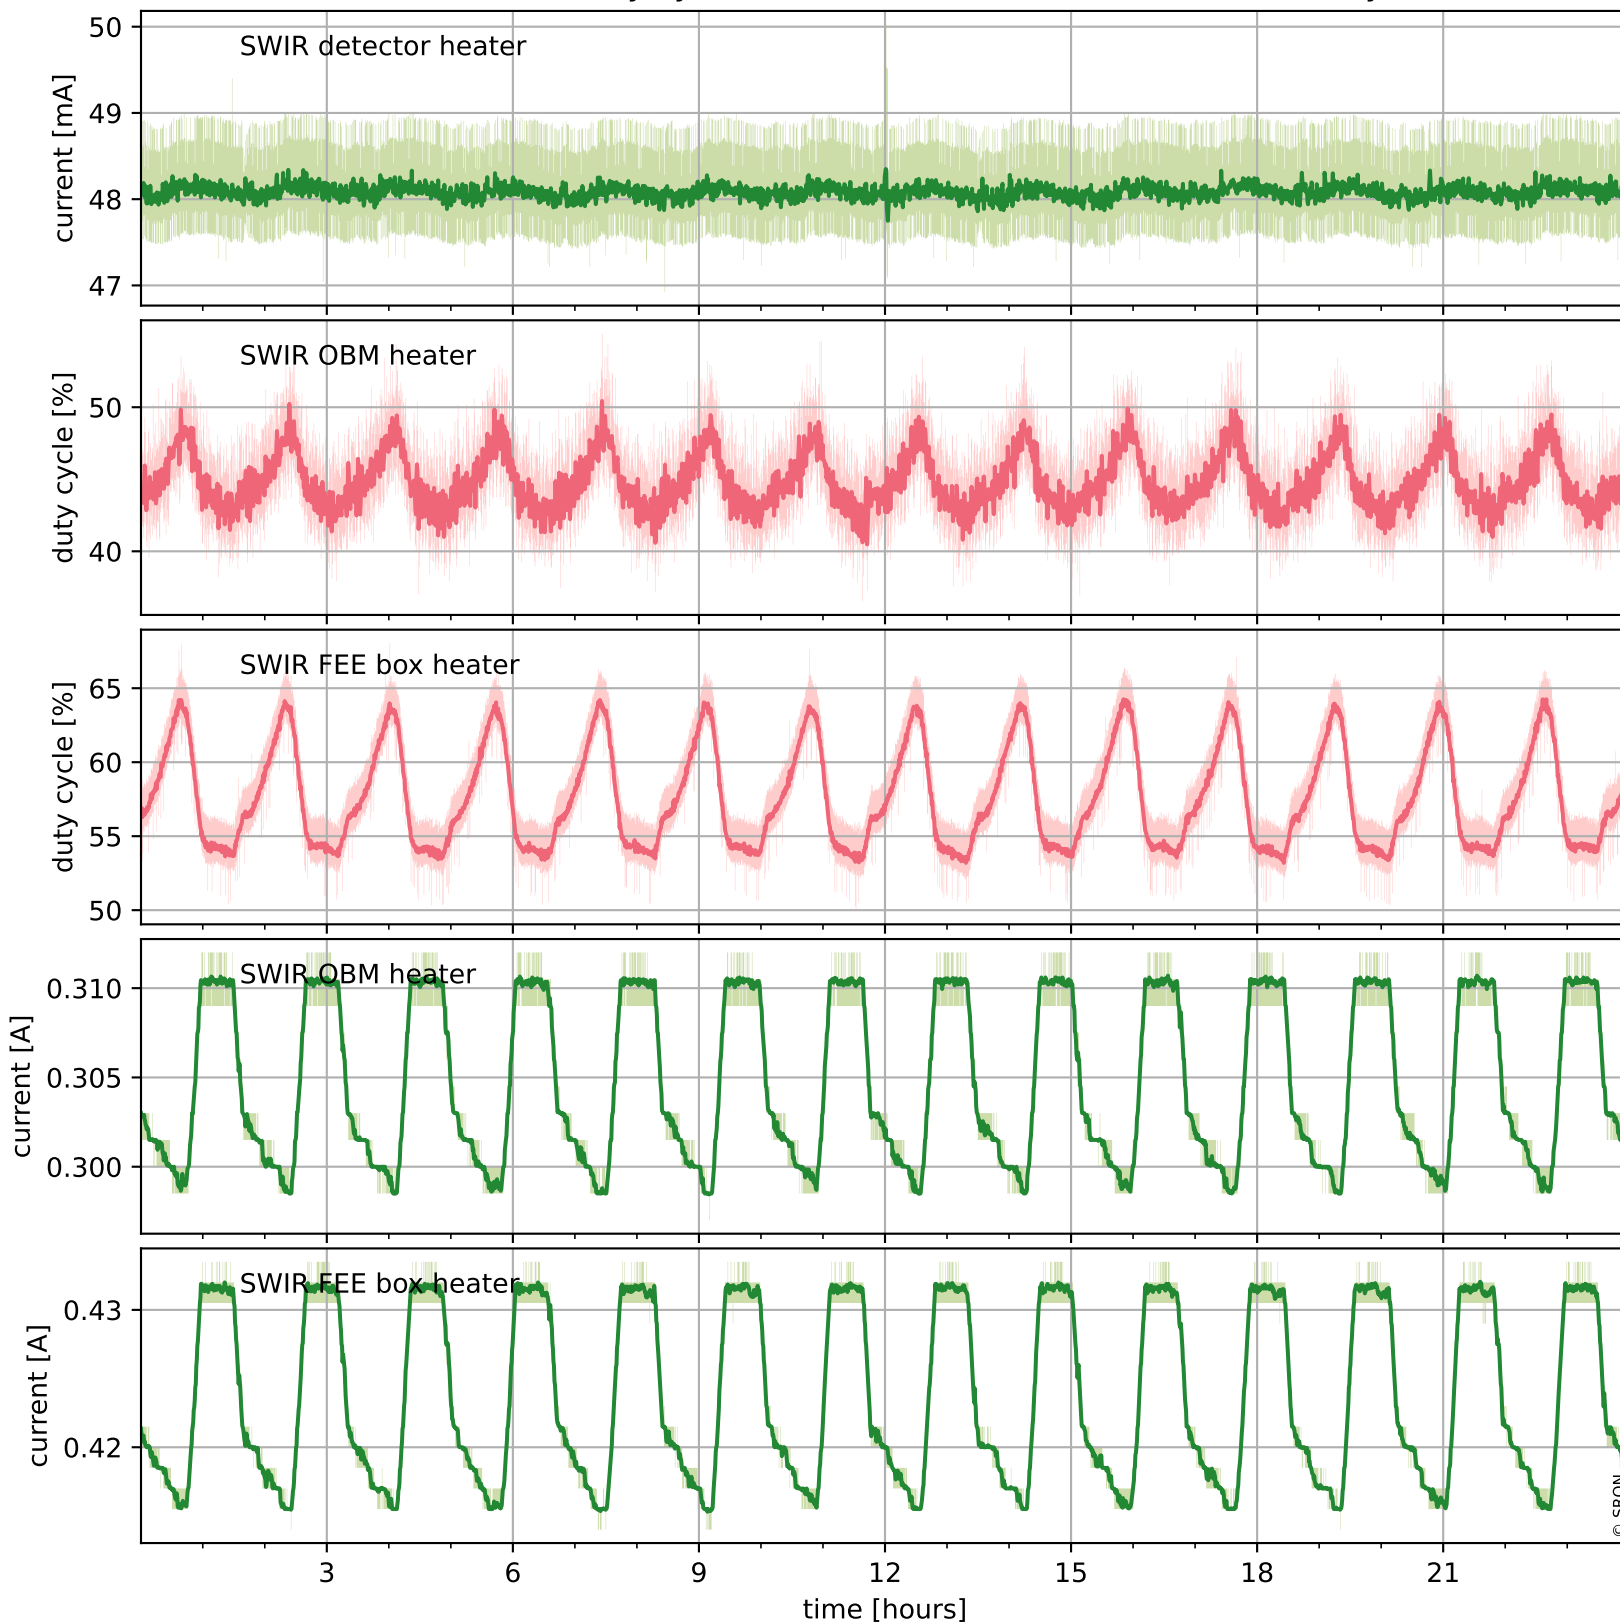 50
SWIR detector heater
49
48
47
current [mA]
SWIR OBM heater
50
40
duty cycle [%]
SWIR FEE box heater
65
60
55
50
duty cycle [%]
SWIR OBM heater
0.310
0.305
0.300
current [A]
SWIR FEE box heater
0.43
0.42
current [A]
3 6 9 12 15 18 21
time [hours]
© SRON